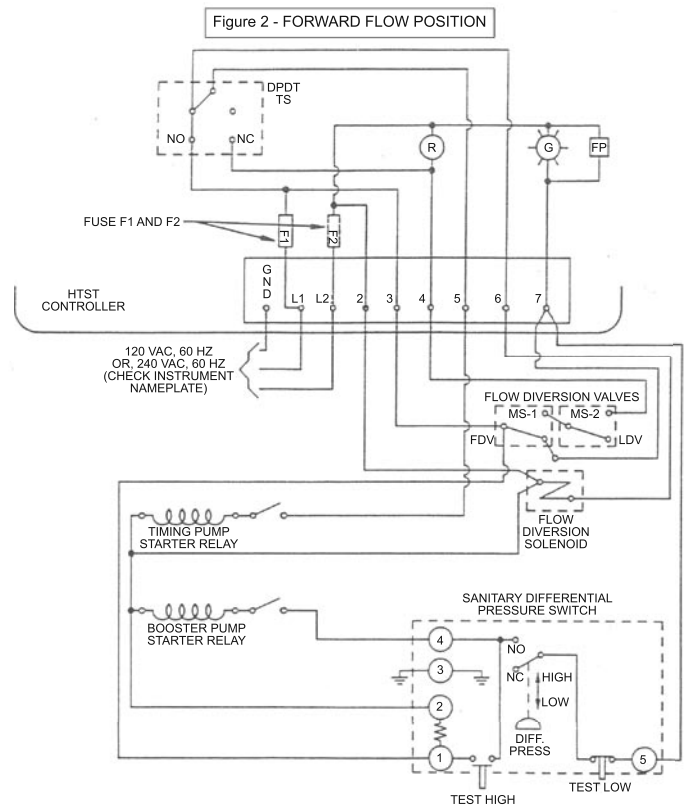 Figure 2 - FORWARD FLOW POSITION
DPDT
TS
NO
NC
R
G
FP
FUSE F1 AND F2
F1
F2
HTST
CONTROLLER
GND
L1
L2
2
3
4
5
6
7
120 VAC, 60 HZ
OR, 240 VAC, 60 HZ
(CHECK INSTRUMENT
NAMEPLATE)
FLOW DIVERSION VALVES
MS-1
MS-2
FDV
LDV
FLOW
DIVERSION
SOLENOID
TIMING PUMP
STARTER RELAY
BOOSTER PUMP
STARTER RELAY
SANITARY DIFFERENTIAL
PRESSURE SWITCH
4
3
2
1
NO
NC
HIGH
LOW
DIFF.
PRESS
5
TEST HIGH
TEST LOW